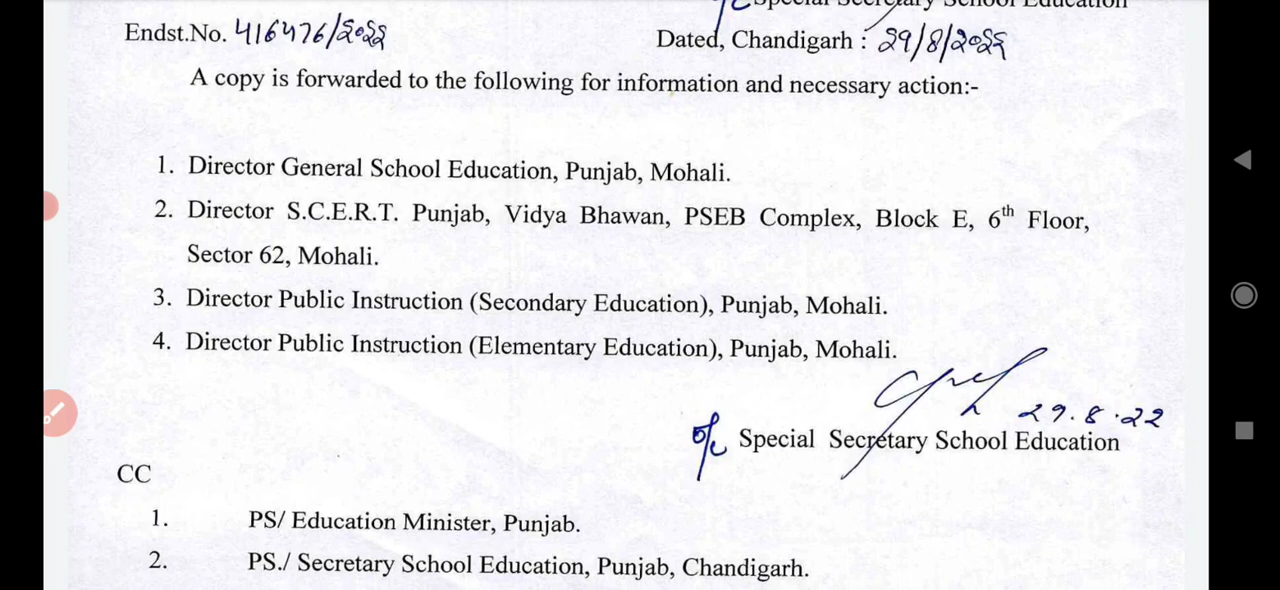 Special Secretary School Education
Endst.No. 416476/2022
Dated, Chandigarh : 29/8/2022
A copy is forwarded to the following for information and necessary action:-
1. Director General School Education, Punjab, Mohali.
2. Director S.C.E.R.T. Punjab, Vidya Bhawan, PSEB Complex, Block E, 6th Floor,
Sector 62, Mohali.
3. Director Public Instruction (Secondary Education), Punjab, Mohali.
4. Director Public Instruction (Elementary Education), Punjab, Mohali.
29.8.22
o/c Special Secretary School Education
CC
1. PS/ Education Minister, Punjab.
2. PS./ Secretary School Education, Punjab, Chandigarh.